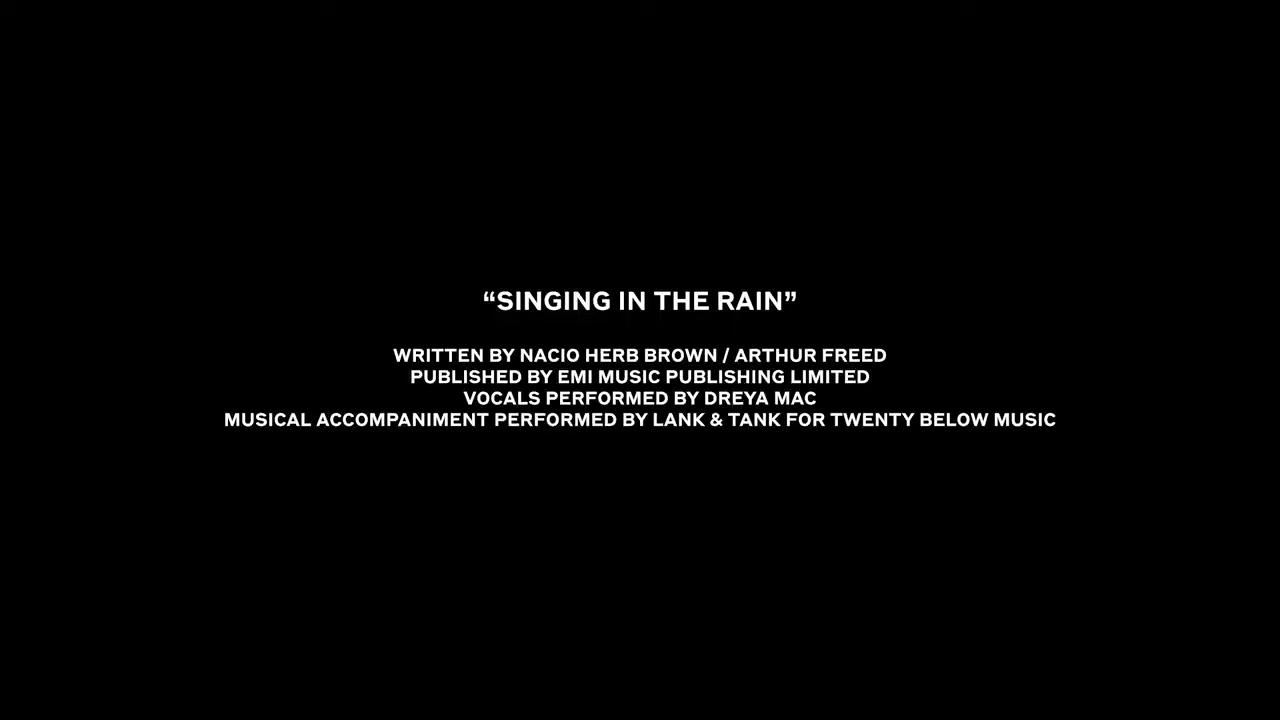 “SINGING IN THE RAIN”
WRITTEN BY NACIO HERB BROWN / ARTHUR FREED
PUBLISHED BY EMI MUSIC PUBLISHING LIMITED
VOCALS PERFORMED BY DREYA MAC
MUSICAL ACCOMPANIMENT PERFORMED BY LANK & TANK FOR TWENTY BELOW MUSIC